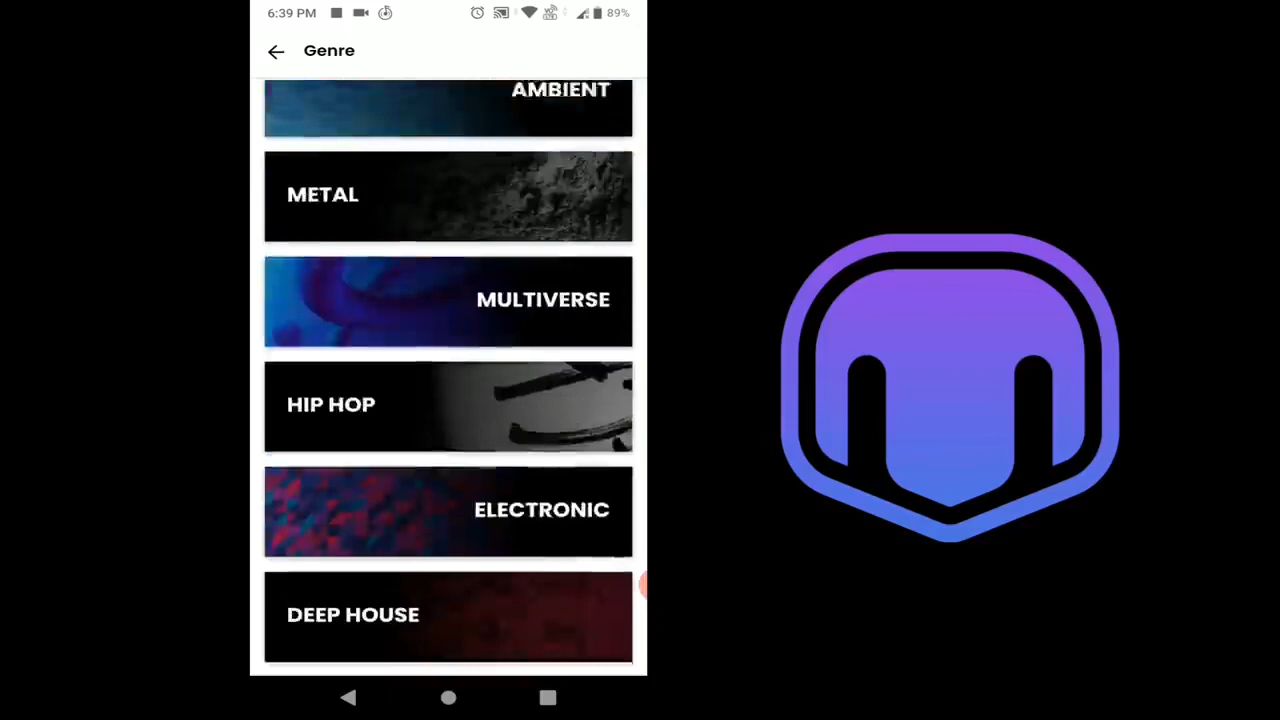 6:39 PM
89%
Genre
AMBIENT
METAL
MULTIVERSE
HIP HOP
ELECTRONIC
DEEP HOUSE